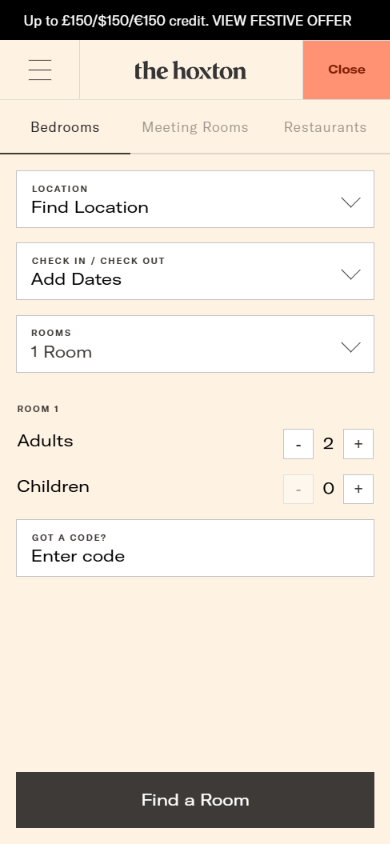 Up to £150/$150/€150 credit. VIEW FESTIVE OFFER
the hoxton
Close
Bedrooms
Meeting Rooms
Restaurants
LOCATION
Find Location
CHECK IN / CHECK OUT
Add Dates
ROOMS
1 Room
ROOM 1
Adults
- 2 +
Children
- 0 +
GOT A CODE?
Enter code
Find a Room